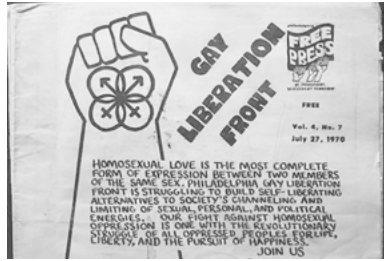 GAY
LIBERATION
FRONT
FREE
PRESS
FREE
Vol. 4, No. 7
July 27, 1970
HOMOSEXUAL LOVE IS THE MOST COMPLETE
FORM OF EXPRESSION BETWEEN TWO MEMBERS
OF THE SAME SEX. PHILADELPHIA GAY LIBERATION
FRONT IS STRUGGLING TO BUILD SELF-LIBERATING
ALTERNATIVES TO SOCIETY'S CHANNELING AND
LIMITING OF SEXUAL, PERSONAL, AND POLITICAL
ENERGIES. OUR FIGHT AGAINST HOMOSEXUAL
OPPRESSION IS ONE WITH THE REVOLUTIONARY
STRUGGLE OF ALL OPPRESSED PEOPLES FOR LIFE,
LIBERTY, AND THE PURSUIT OF HAPPINESS.
JOIN US